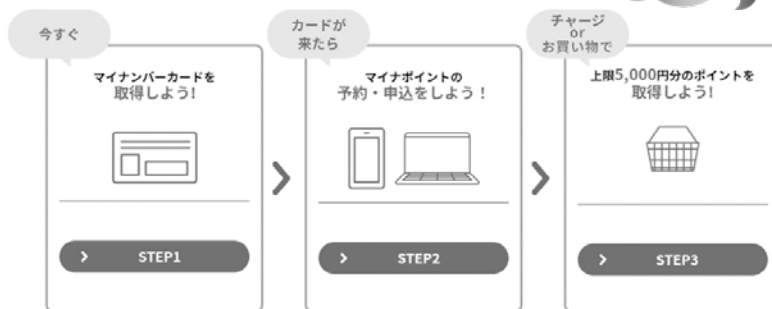 今すぐ
マイナンバーカードを
取得しよう!
STEP1
カードが
来たら
マイナポイントの
予約・申込をしよう！
STEP2
チャージ
or
お買い物で
上限5,000円分のポイントを
取得しよう!
STEP3